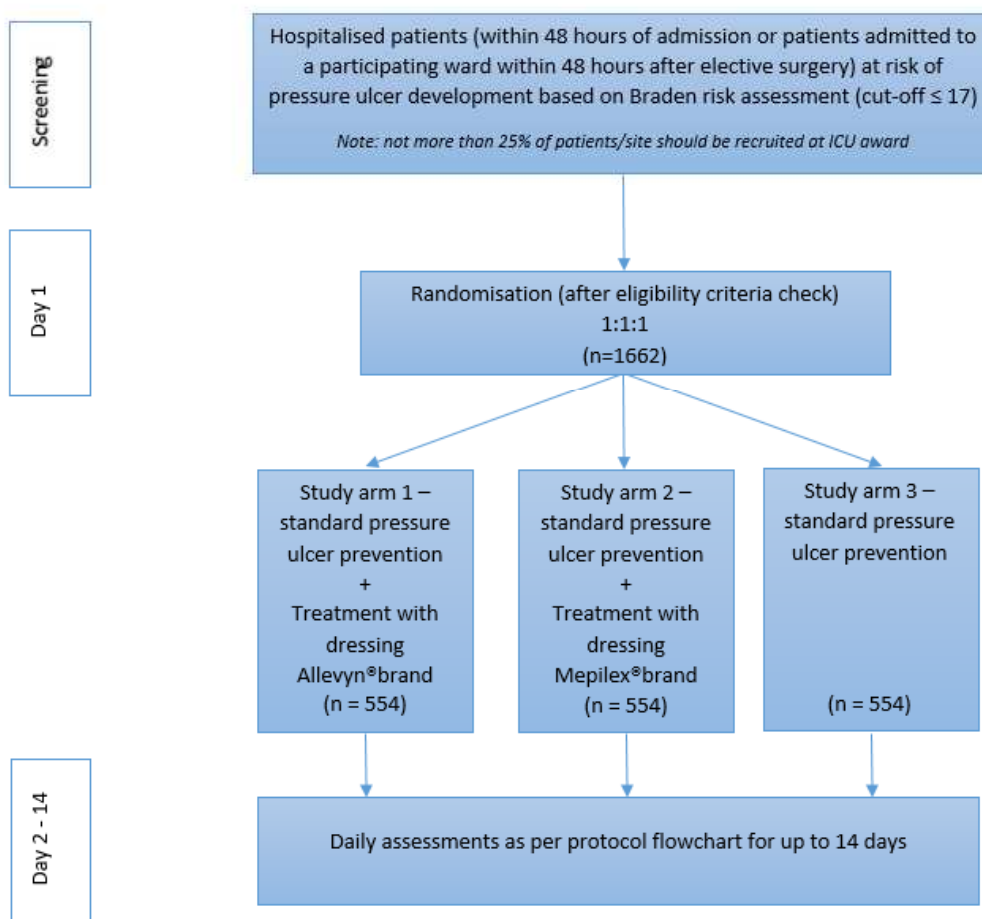 Screening
Hospitalised patients (within 48 hours of admission or patients admitted to
a participating ward within 48 hours after elective surgery) at risk of
pressure ulcer development based on Braden risk assessment (cut-off ≤ 17)
Note: not more than 25% of patients/site should be recruited at ICU award
Day 1
Randomisation (after eligibility criteria check)
1:1:1
(n=1662)
Study arm 1 –
standard pressure
ulcer prevention
+
Treatment with
dressing
Allevyn®brand
(n = 554)
Study arm 2 –
standard pressure
ulcer prevention
+
Treatment with
dressing
Mepilex®brand
(n = 554)
Study arm 3 –
standard pressure
ulcer prevention
(n = 554)
Day 2 - 14
Daily assessments as per protocol flowchart for up to 14 days